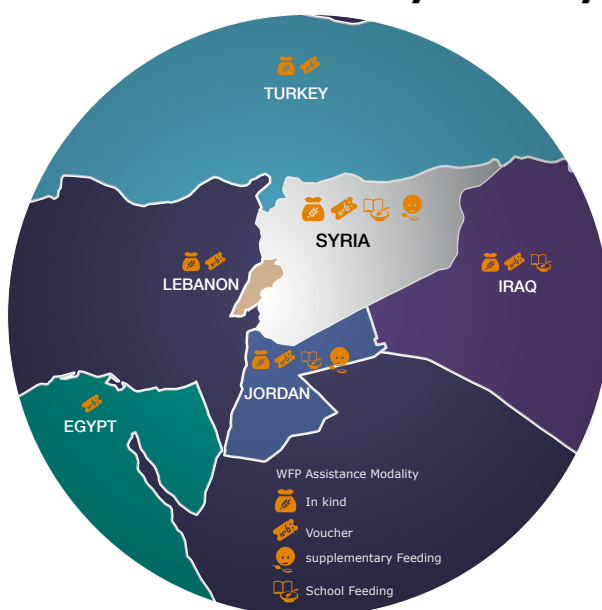 TURKEY
SYRIA
LEBANON
IRAQ
JORDAN
EGYPT
WFP Assistance Modality
In kind
Voucher
supplementary Feeding
School Feeding